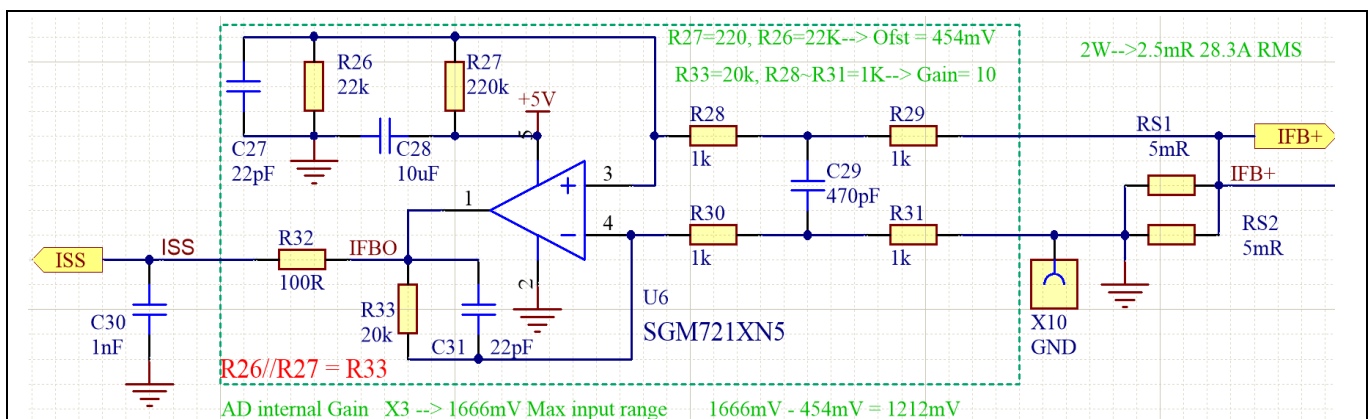 R27=220, R26=22K--> Ofst = 454mV
2W-->2.5mR 28.3A RMS
R33=20k, R28~R31=1K--> Gain= 10
R26
22k
R27
220k
+5V
5
R28
1k
R29
1k
RS1
5mR
IFB+
IFB+
C27
22pF
C28
10uF
C29
470pF
3
1
4
R30
1k
R31
1k
RS2
5mR
ISS
ISS
R32
100R
IFBO
2
U6
SGM721XN5
R33
20k
C31
22pF
C30
1nF
X10
GND
R26//R27 = R33
AD internal Gain X3 --> 1666mV Max input range 1666mV - 454mV = 1212mV